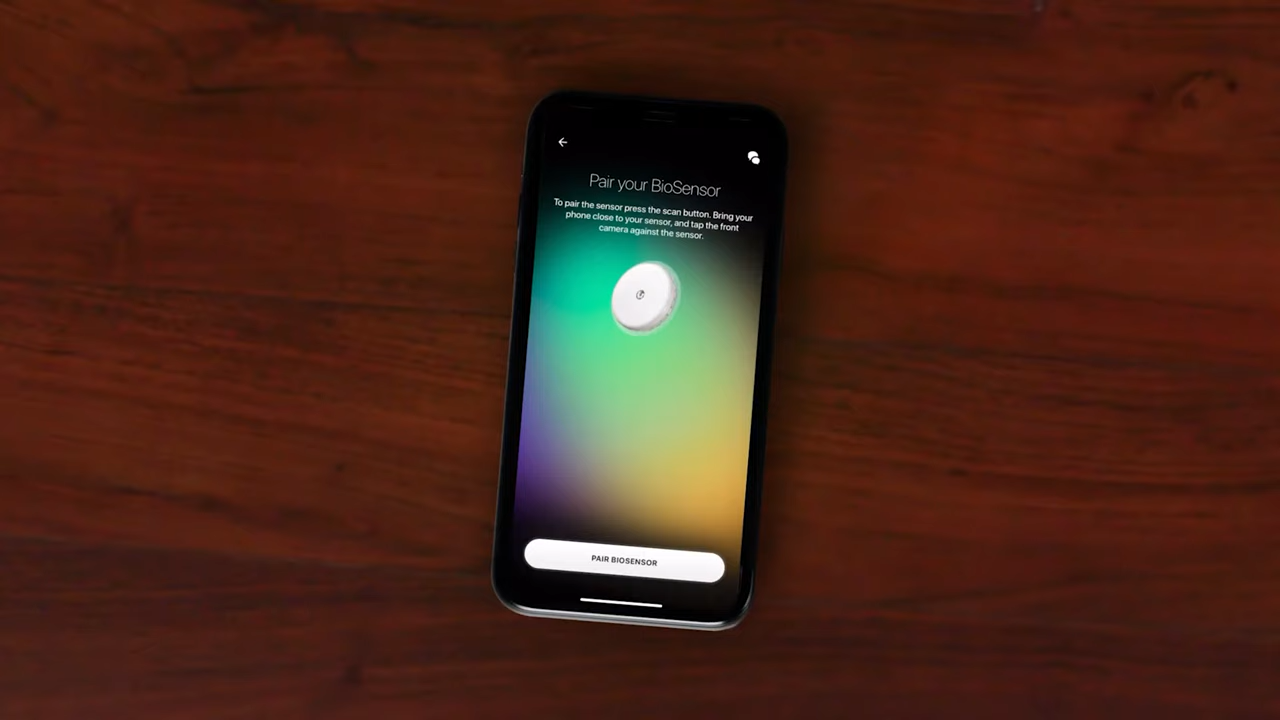 Pair your BioSensor
To pair the sensor press the scan button. Bring your
phone close to your sensor, and tap the front
camera against the sensor.
PAIR BIOSENSOR